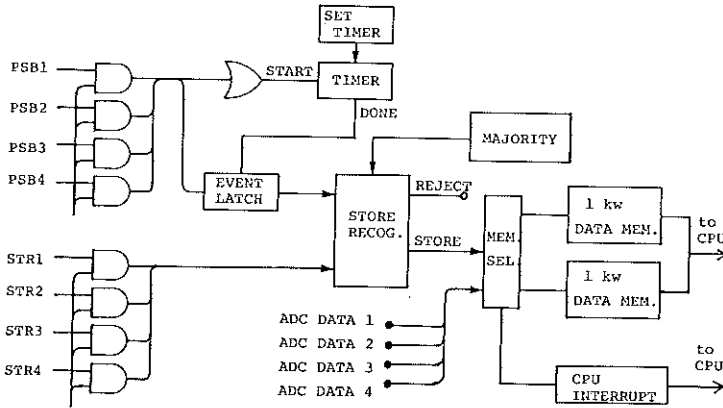 SET
TIMER
PSB1
START
TIMER
PSB2
DONE
PSB3
MAJORITY
PSB4
EVENT
LATCH
REJECT
STORE
RECOG.
1 kw
DATA MEM.
to
CPU
STORE
MEM.
SEL.
STR1
STR2
1 kw
DATA MEM.
ADC DATA 1
STR3
ADC DATA 2
ADC DATA 3
STR4
ADC DATA 4
CPU
INTERRUPT
to
CPU